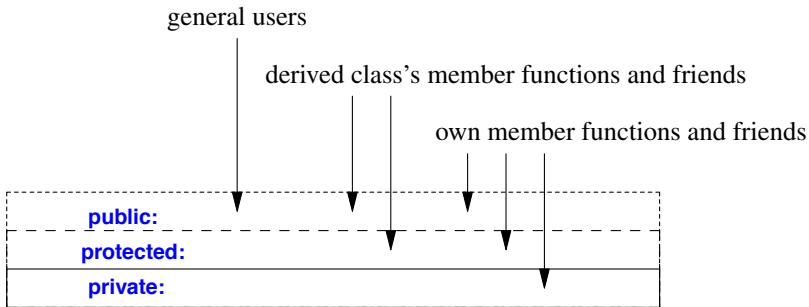 general users
derived class's member functions and friends
own member functions and friends
public:
protected:
private: